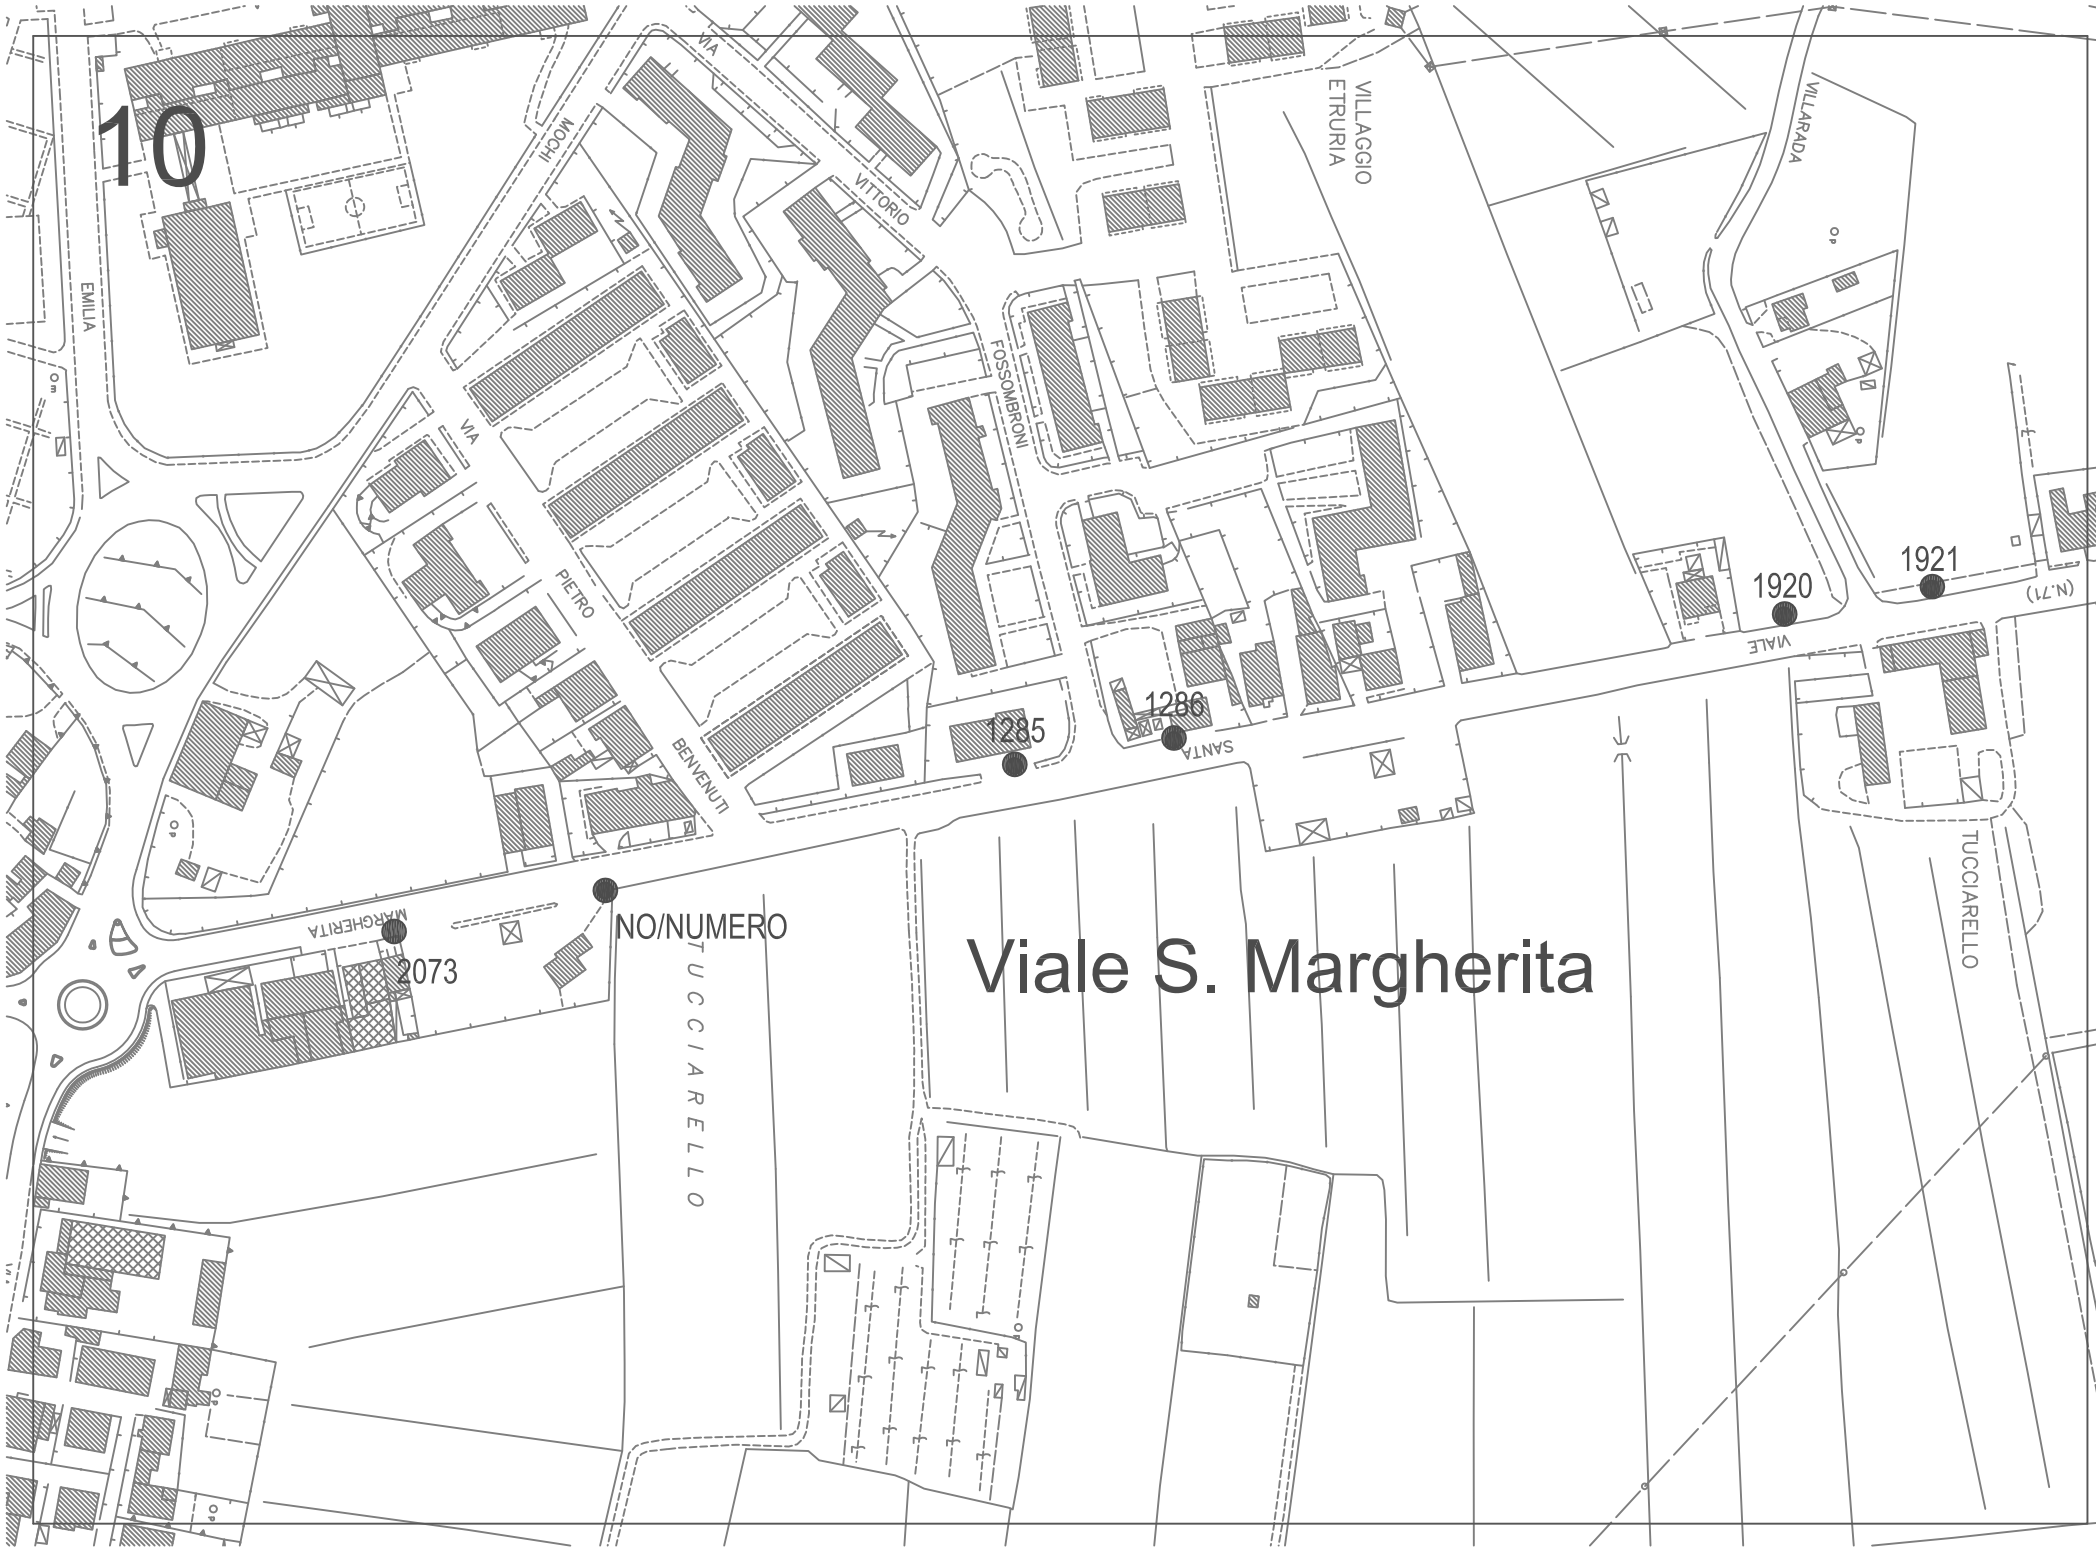 10
VIA
VILLAGGIO
ETRURIA
VILLARADA
MOCHI
VITTORIO
EMILIA
FOSSOMBRONI
VIA
PIETRO
BENVENUTI
1921
1920
(N.71)
VIALE
1286
1285
SANTA
TUCCIARELLO
MARGHERITA
NO/NUMERO
2073
TUCCIARELLO
Viale S. Margherita